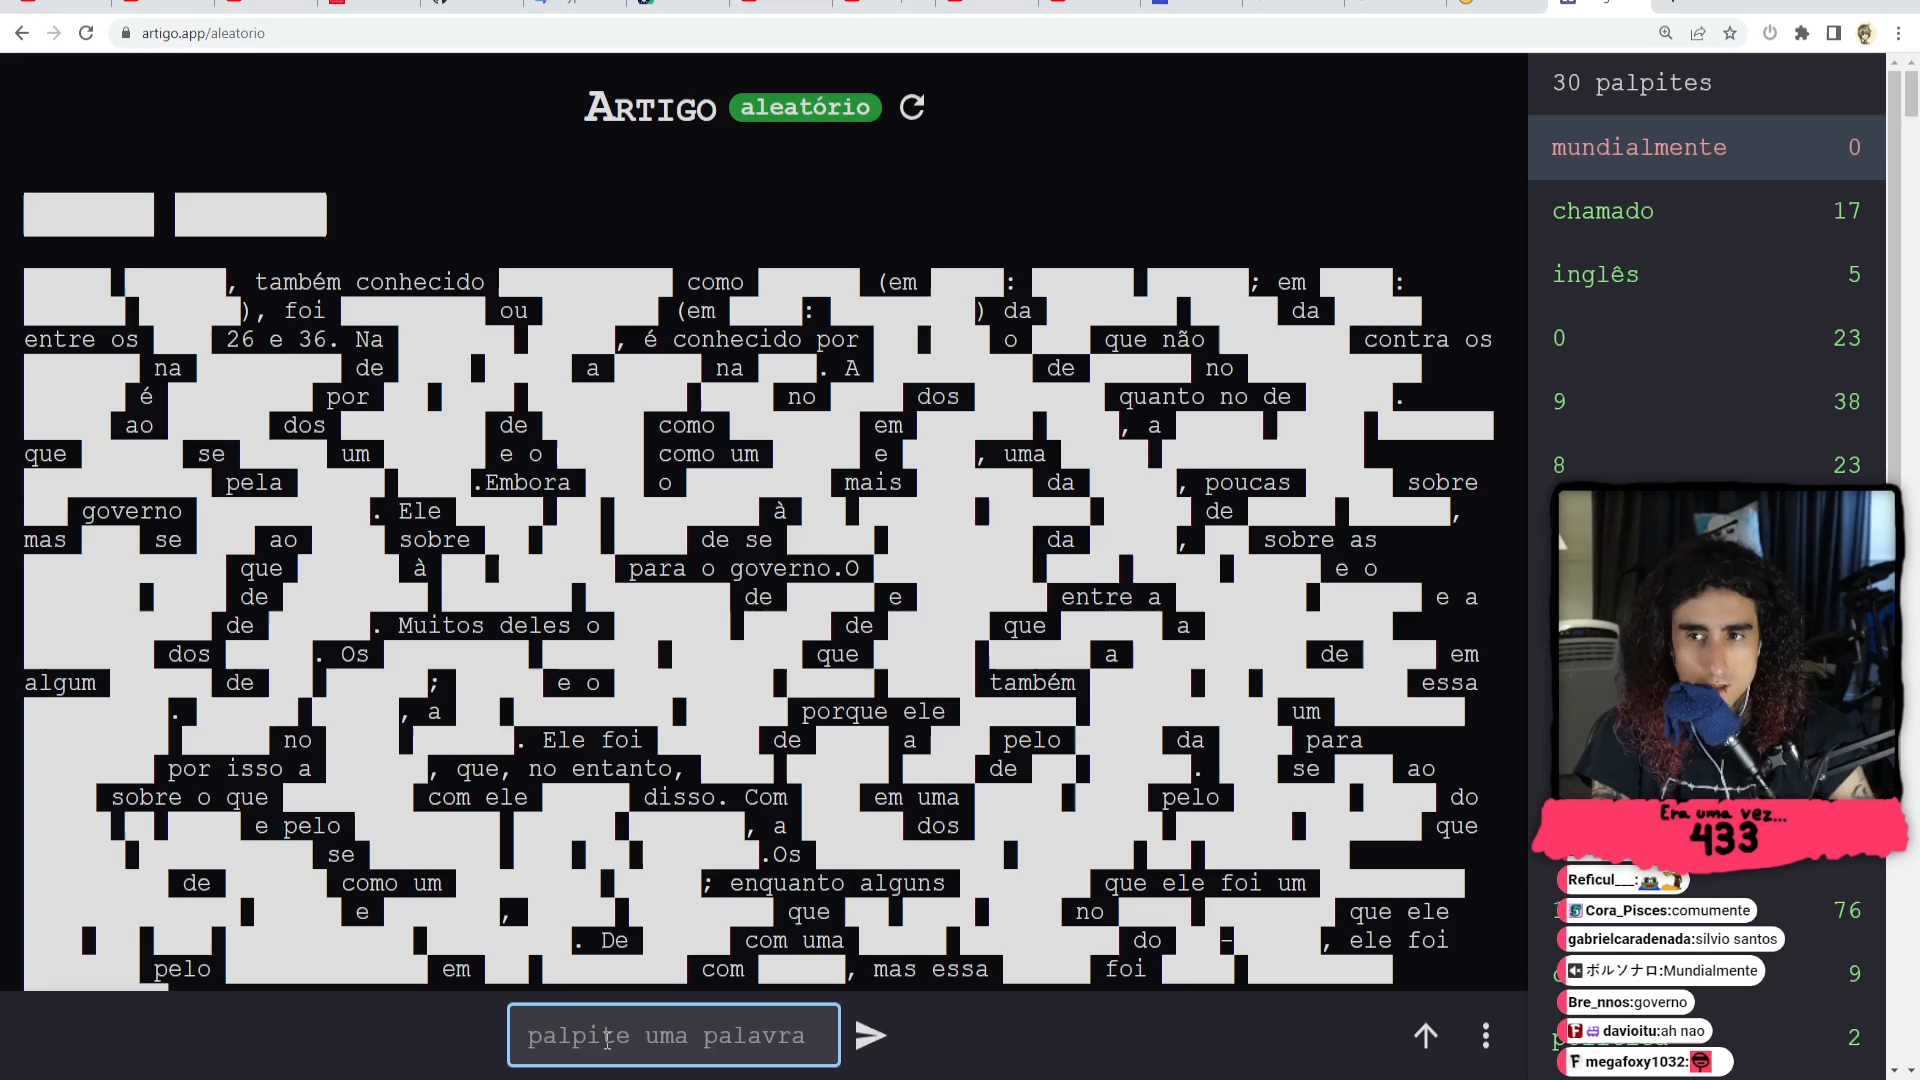 artigo.app/aleatorio
ARTIGO aleatório
, também conhecido como (em : ; em :
), foi ou (em : ) da da
entre os 26 e 36. Na , é conhecido por o que não contra os
na de a na . A de no
é por no dos quanto no de .
ao dos de como em , a
que se um e o como um e , uma
pela .Embora o mais da , poucas sobre
governo . Ele à de ,
mas se ao sobre de se da , sobre as
que à para o governo.O e o
de de e entre a e a
de . Muitos deles o de que a
dos . Os que a de em
algum de ; e o também essa
. , a porque ele um
no . Ele foi de a pelo da para
por isso a , que, no entanto, de . se ao
sobre o que com ele disso. Com em uma pelo do
e pelo , a dos que
se .Os
de como um ; enquanto alguns que ele foi um
e , que no que ele
. De com uma do - , ele foi
pelo em com , mas essa foi
palpite uma palavra
30 palpites
mundialmente 0
chamado 17
inglês 5
0 23
9 38
8 23
Era uma vez...
433
Reficul___:
Cora_Pisces:comumente
76
gabrielcaradenada:silvio santos
ボルソナロ:Mundialmente
9
Bre_nnos:governo
davioitu:ah nao
2
megafoxy1032: